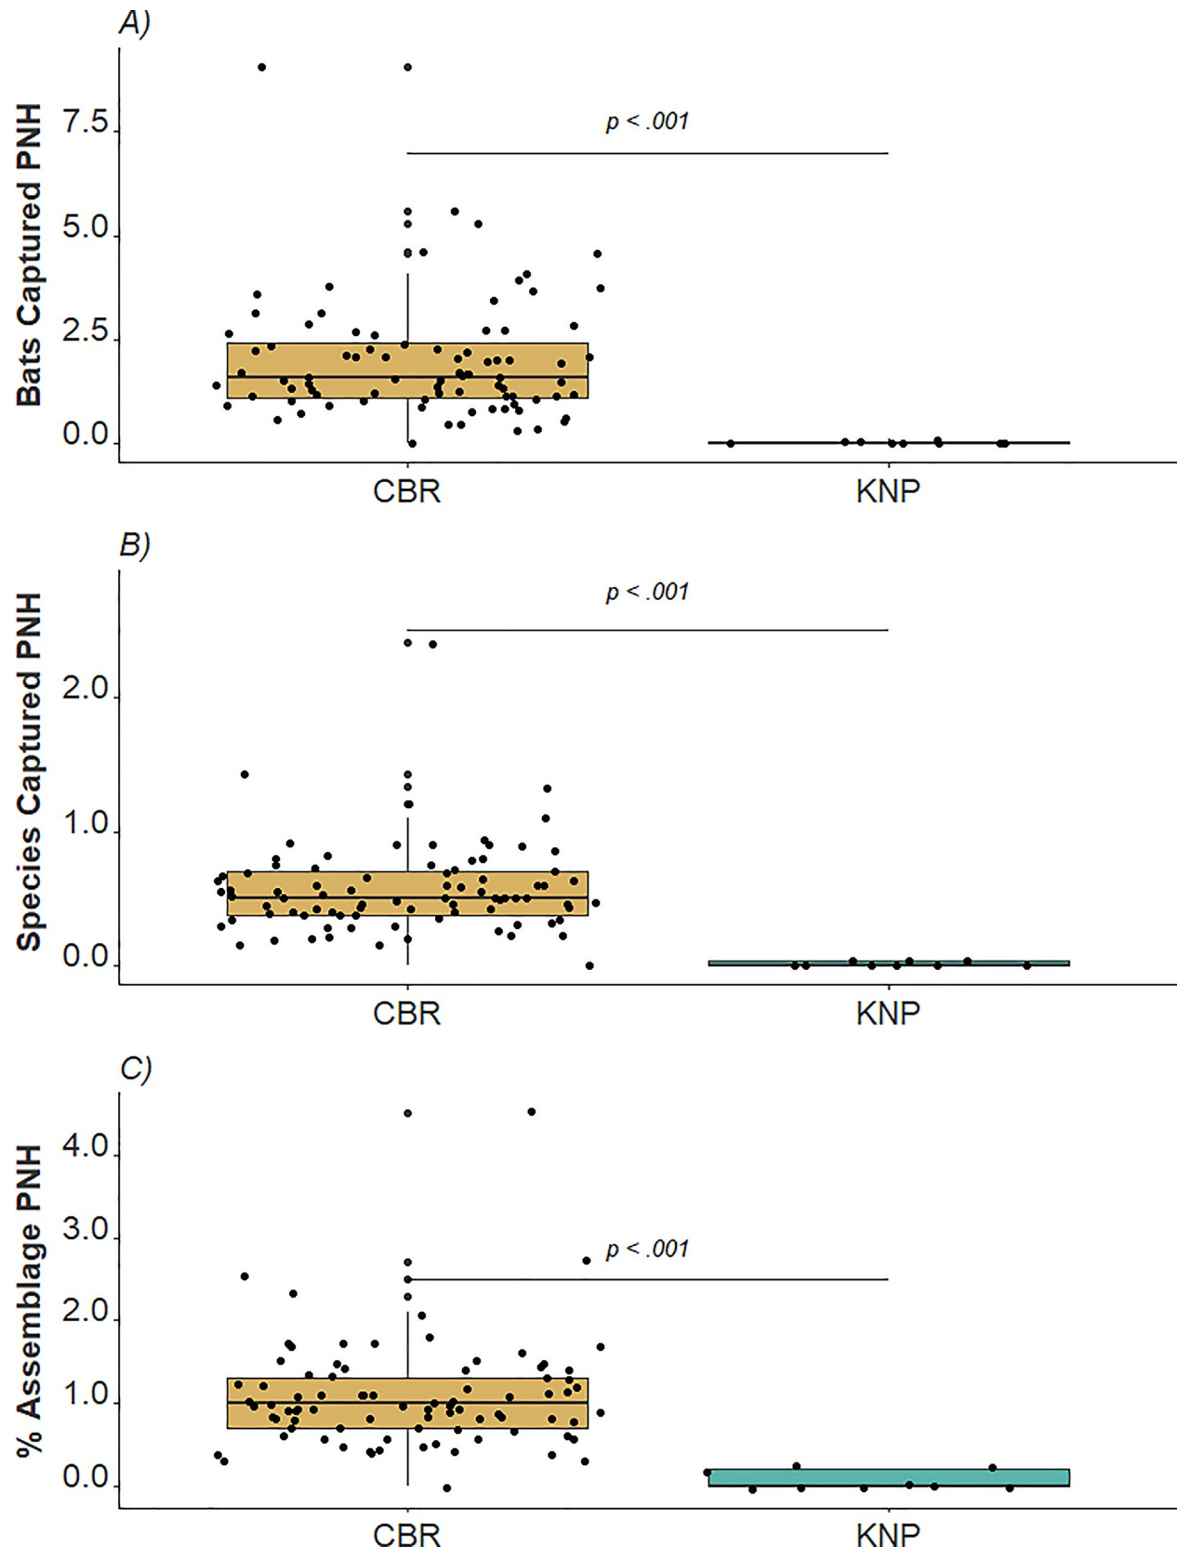 A)
Bats Captured PNH
7.5
5.0
2.5
0.0
p < .001
CBR
KNP
B)
Species Captured PNH
2.0
1.0
0.0
p < .001
CBR
KNP
C)
% Assemblage PNH
4.0
3.0
2.0
1.0
0.0
p < .001
CBR
KNP